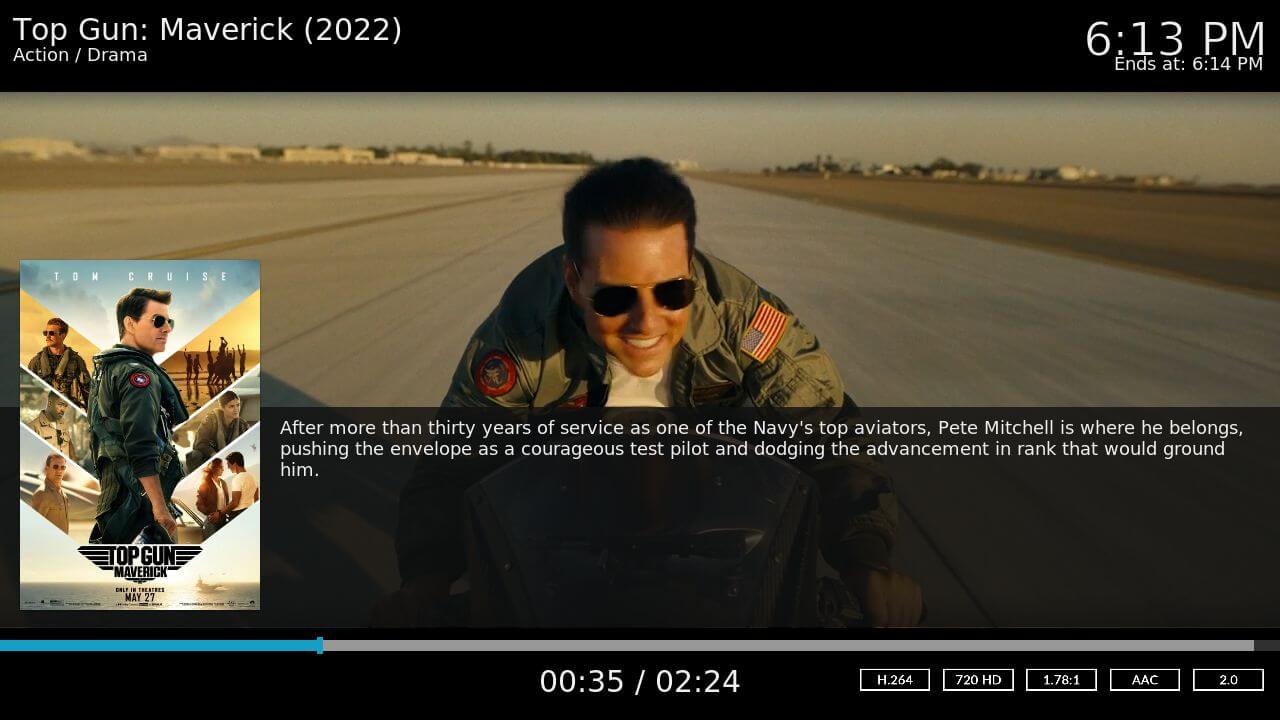 Top Gun: Maverick (2022)
Action / Drama
6:13 PM
Ends at: 6:14 PM
TOM CRUISE
TOP GUN
MAVERICK
ONLY IN THEATRES
MAY 27
After more than thirty years of service as one of the Navy's top aviators, Pete Mitchell is where he belongs,
pushing the envelope as a courageous test pilot and dodging the advancement in rank that would ground
him.
00:35 / 02:24
H.264
720 HD
1.78:1
AAC
2.0